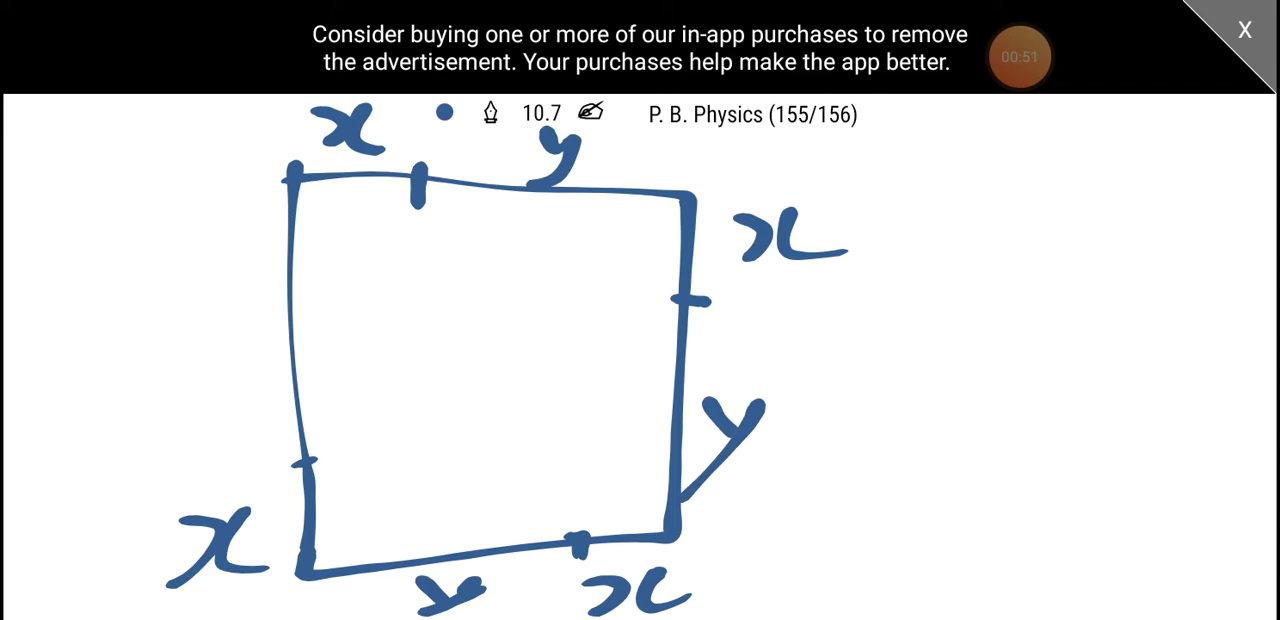 Consider buying one or more of our in-app purchases to remove
the advertisement. Your purchases help make the app better.
00:51
X
10.7
P. B. Physics (155/156)
x
y
x
y
x
y
x